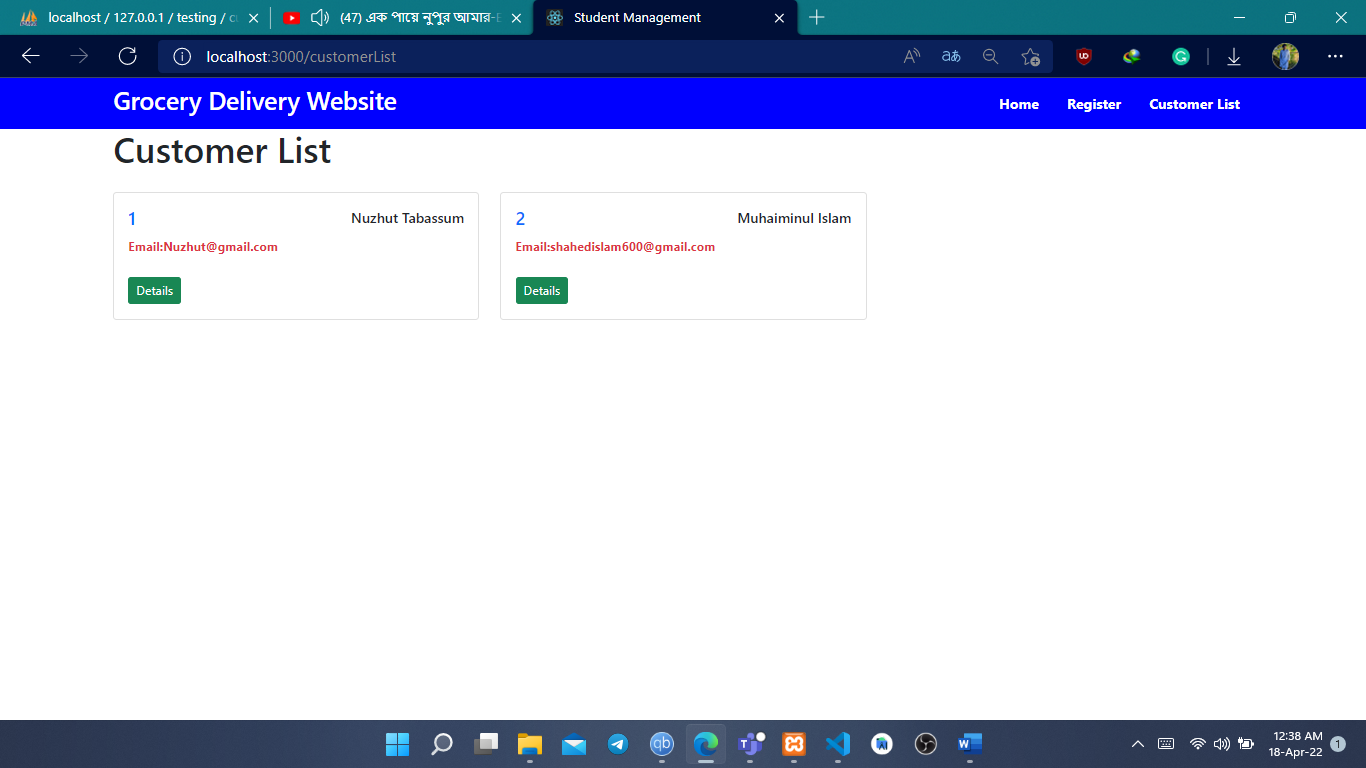 localhost / 127.0.0.1 / testing / c
(47) এক পায়ে নুপুর আমার-
Student Management
localhost:3000/customerList
Grocery Delivery Website
Home
Register
Customer List
Customer List
1
Nuzhut Tabassum
Email:Nuzhut@gmail.com
Details
2
Muhaiminul Islam
Email:shahedislam600@gmail.com
Details
12:38 AM
18-Apr-22
1